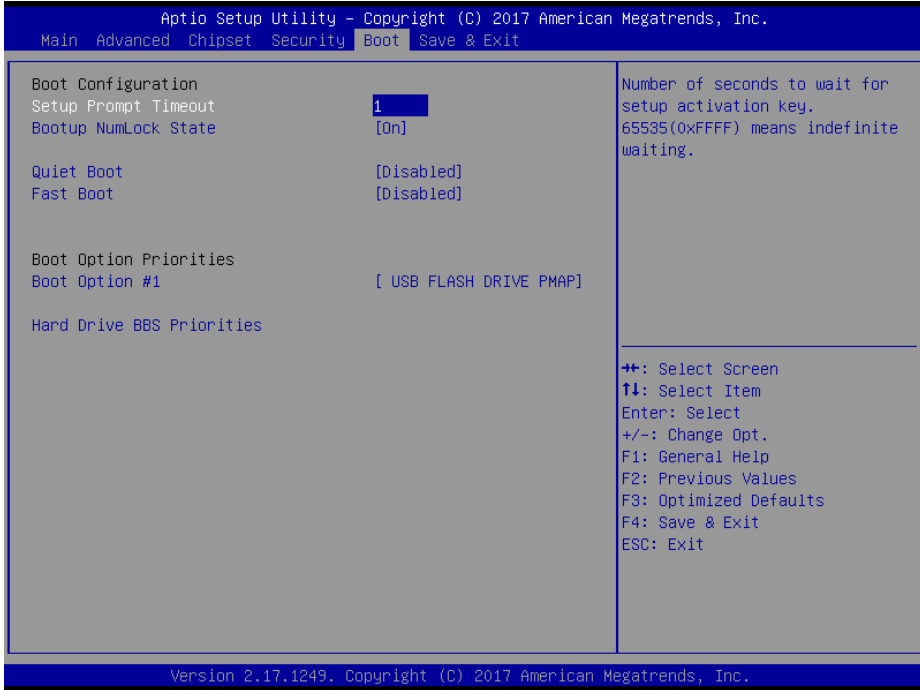 Aptio Setup Utility – Copyright (C) 2017 American Megatrends, Inc.
Main Advanced Chipset Security Boot Save & Exit
Boot Configuration
Setup Prompt Timeout 1
Bootup NumLock State [On]
Quiet Boot [Disabled]
Fast Boot [Disabled]
Boot Option Priorities
Boot Option #1 [ USB FLASH DRIVE PMAP]
Hard Drive BBS Priorities
Number of seconds to wait for
setup activation key.
65535(0xFFFF) means indefinite
waiting.
→←: Select Screen
↑↓: Select Item
Enter: Select
+/-: Change Opt.
F1: General Help
F2: Previous Values
F3: Optimized Defaults
F4: Save & Exit
ESC: Exit
Version 2.17.1249. Copyright (C) 2017 American Megatrends, Inc.